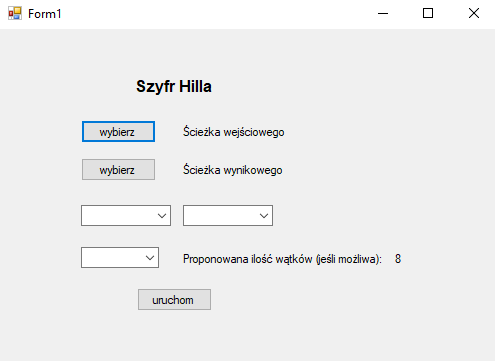 Form1
Szyfr Hilla
wybierz Ścieżka wejściowego
wybierz Ścieżka wynikowego
Proponowana ilość wątków (jeśli możliwa): 8
uruchom